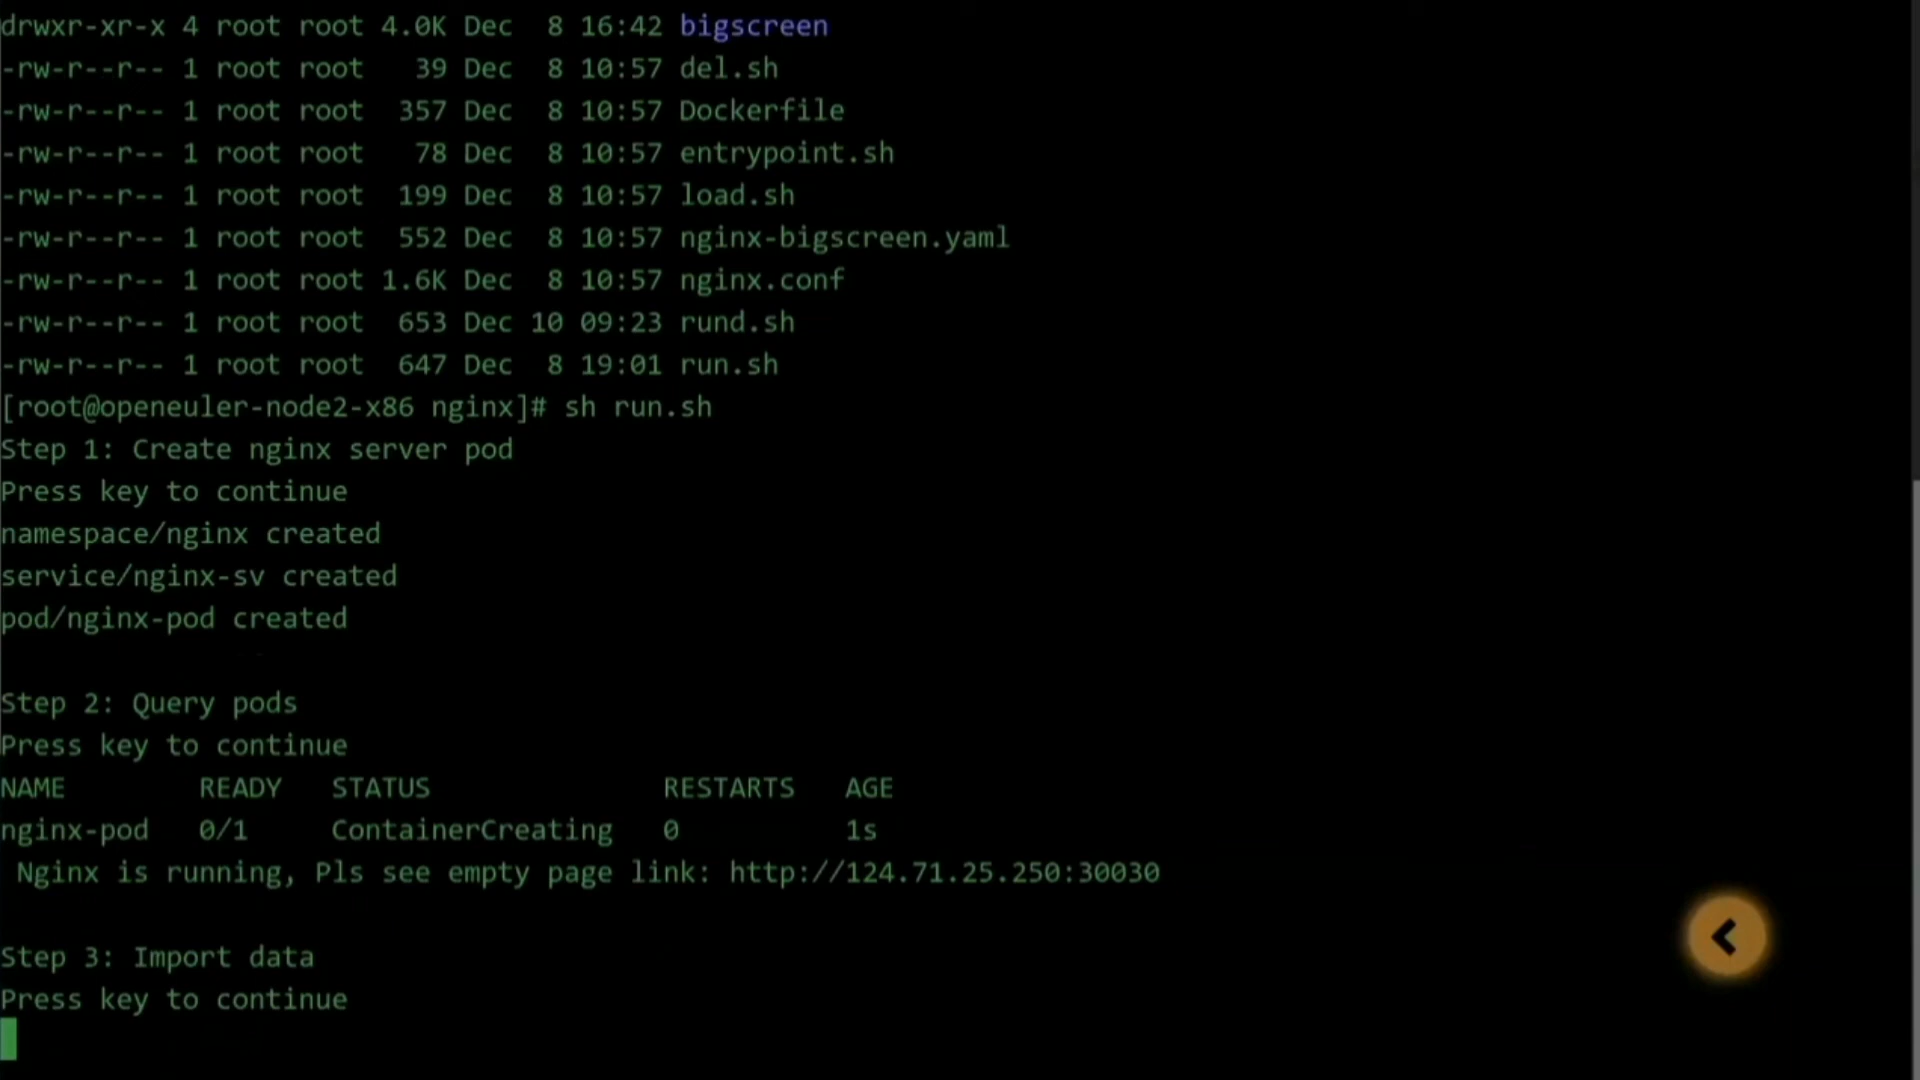 drwxr-xr-x 4 root root 4.0K Dec  8 16:42 bigscreen
-rw-r--r-- 1 root root   39 Dec  8 10:57 del.sh
-rw-r--r-- 1 root root  357 Dec  8 10:57 Dockerfile
-rw-r--r-- 1 root root   78 Dec  8 10:57 entrypoint.sh
-rw-r--r-- 1 root root  199 Dec  8 10:57 load.sh
-rw-r--r-- 1 root root  552 Dec  8 10:57 nginx-bigscreen.yaml
-rw-r--r-- 1 root root 1.6K Dec  8 10:57 nginx.conf
-rw-r--r-- 1 root root  653 Dec 10 09:23 rund.sh
-rw-r--r-- 1 root root  647 Dec  8 19:01 run.sh
[root@openeuler-node2-x86 nginx]# sh run.sh
Step 1: Create nginx server pod
Press key to continue
namespace/nginx created
service/nginx-sv created
pod/nginx-pod created
Step 2: Query pods
Press key to continue
NAME        READY   STATUS              RESTARTS   AGE
nginx-pod   0/1     ContainerCreating   0          1s
 Nginx is running, Pls see empty page link: http://124.71.25.250:30030
Step 3: Import data
Press key to continue